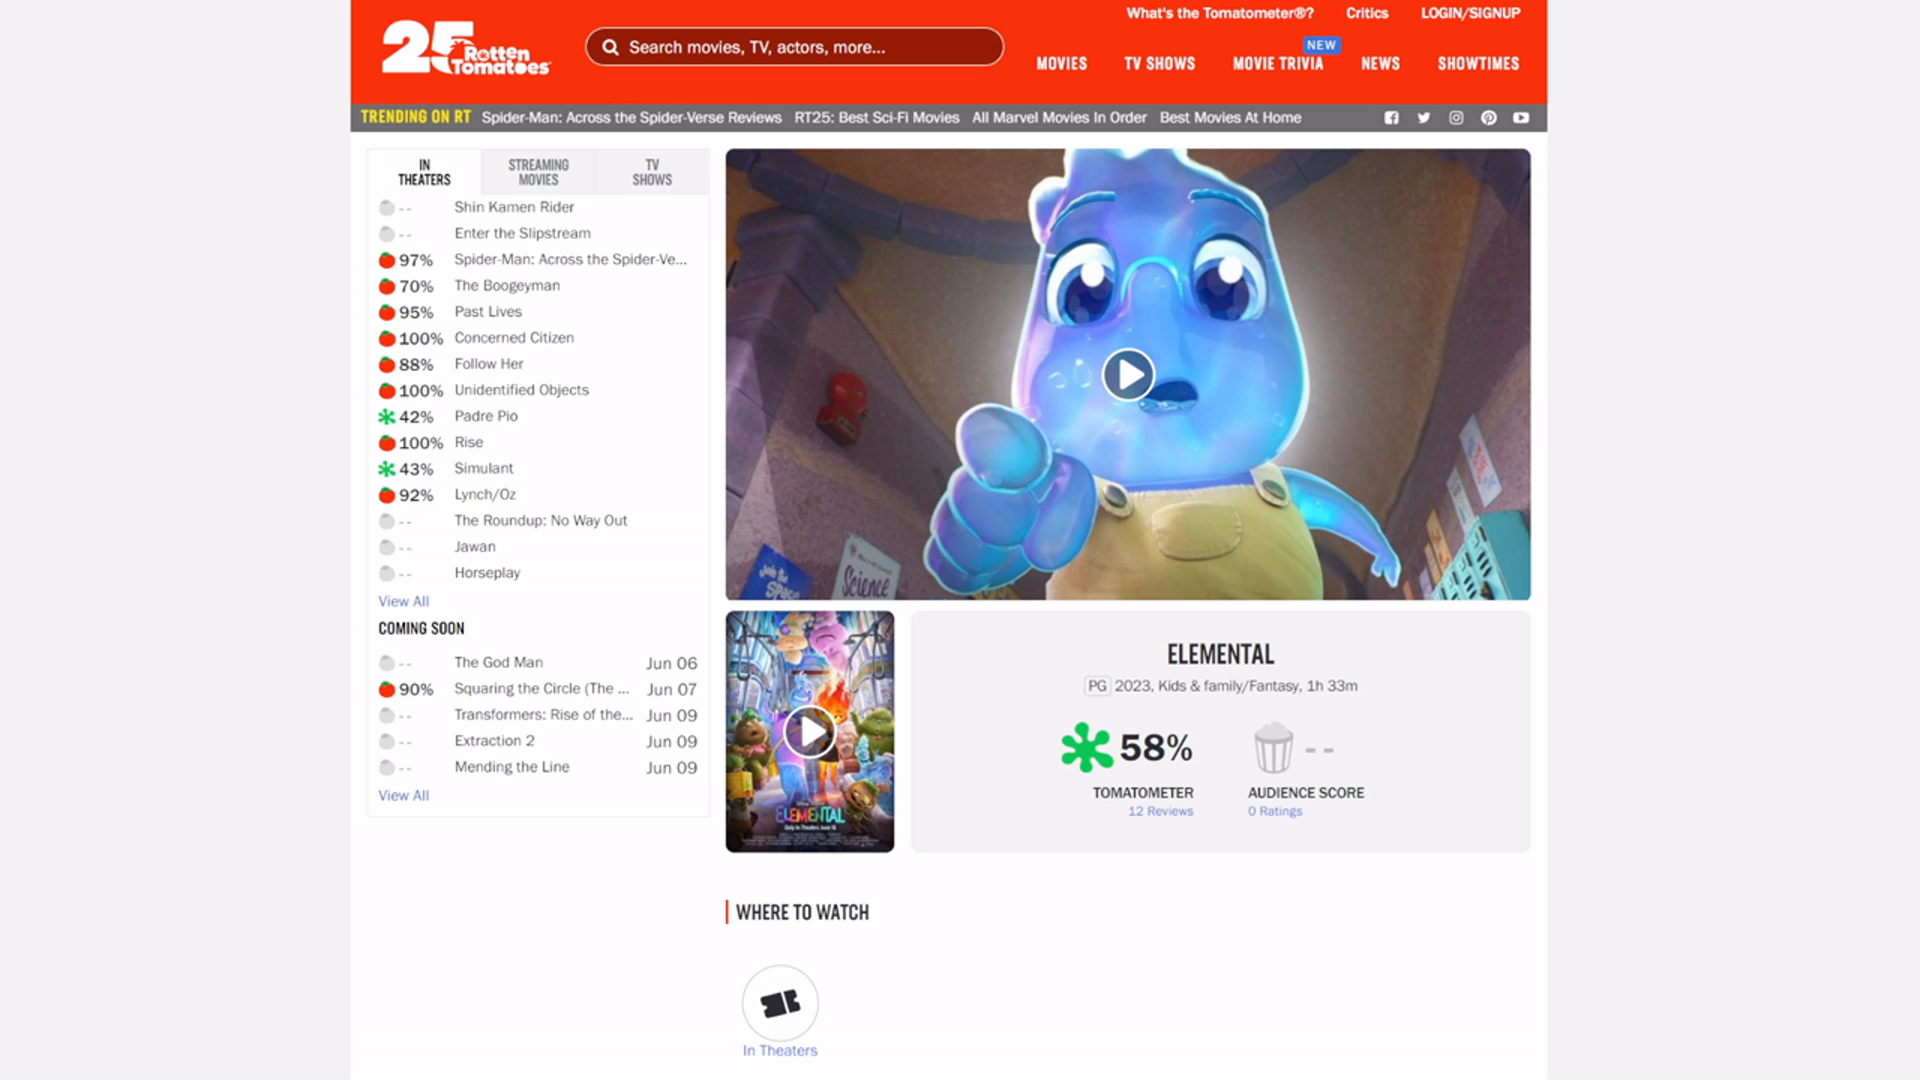 What's the Tomatometer®?
Critics
LOGIN/SIGNUP
25 Rotten Tomatoes
Search movies, TV, actors, more...
NEW
MOVIES
TV SHOWS
MOVIE TRIVIA
NEWS
SHOWTIMES
TRENDING ON RT
Spider-Man: Across the Spider-Verse Reviews
RT25: Best Sci-Fi Movies
All Marvel Movies In Order
Best Movies At Home
IN THEATERS
STREAMING MOVIES
TV SHOWS
-- Shin Kamen Rider
-- Enter the Slipstream
97% Spider-Man: Across the Spider-Ve...
70% The Boogeyman
95% Past Lives
100% Concerned Citizen
88% Follow Her
100% Unidentified Objects
42% Padre Pio
100% Rise
43% Simulant
92% Lynch/Oz
-- The Roundup: No Way Out
-- Jawan
-- Horseplay
View All
COMING SOON
-- The God Man Jun 06
90% Squaring the Circle (The ... Jun 07
-- Transformers: Rise of the... Jun 09
-- Extraction 2 Jun 09
-- Mending the Line Jun 09
View All
Join the
Space
Science
ELEMENTAL
Only In Theaters June 16
ELEMENTAL
PG 2023, Kids & family/Fantasy, 1h 33m
58%
- -
TOMATOMETER
AUDIENCE SCORE
12 Reviews
0 Ratings
WHERE TO WATCH
In Theaters